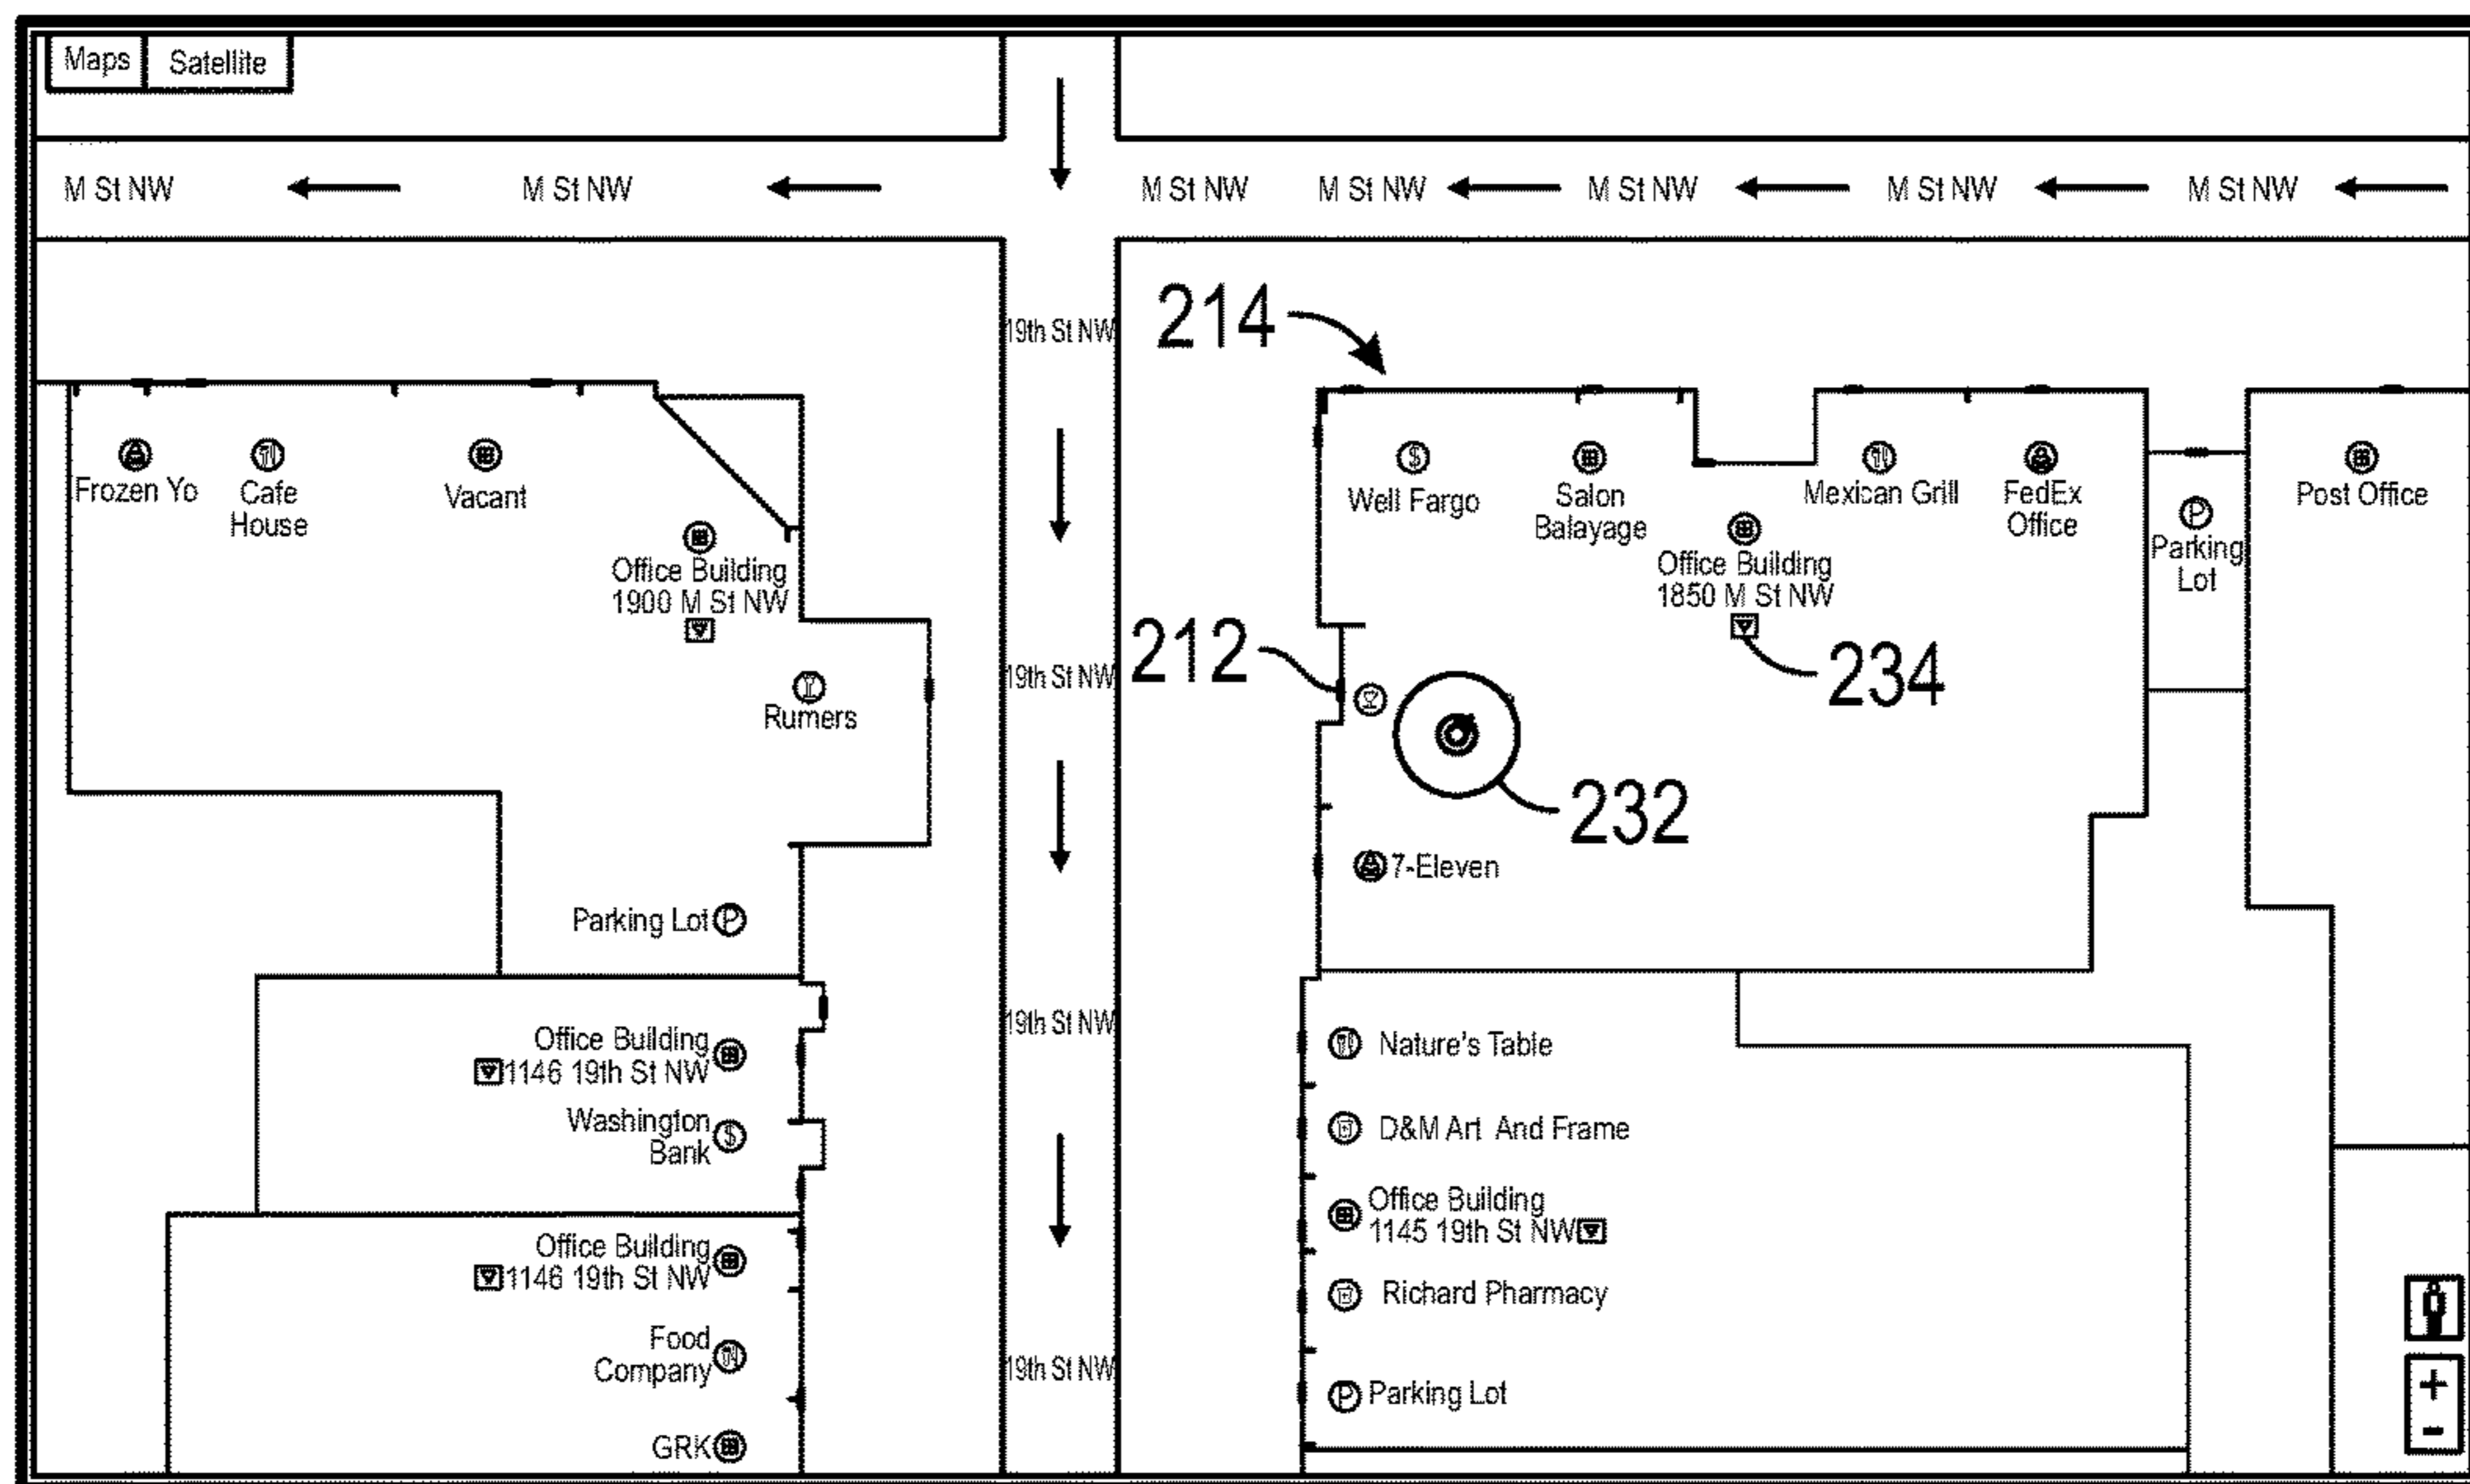 Maps Satellite
M St NW M St NW M St NW M St NW M St NW M St NW M St NW
19th St NW
214
Frozen Yo
Cafe
House
Vacant
Office Building
1900 M St NW
Rumers
Parking Lot
Office Building
1146 19th St NW
Washington
Bank
Office Building
1146 19th St NW
Food
Company
GRK
19th St NW
19th St NW
19th St NW
$
Well Fargo
Salon
Balayage
Office Building
1850 M St NW
Mexican Grill
FedEx
Office
P
Parking
Lot
Post Office
212
234
232
7-Eleven
Nature's Table
D&M Art And Frame
Office Building
1145 19th St NW
Richard Pharmacy
P Parking Lot
+
-